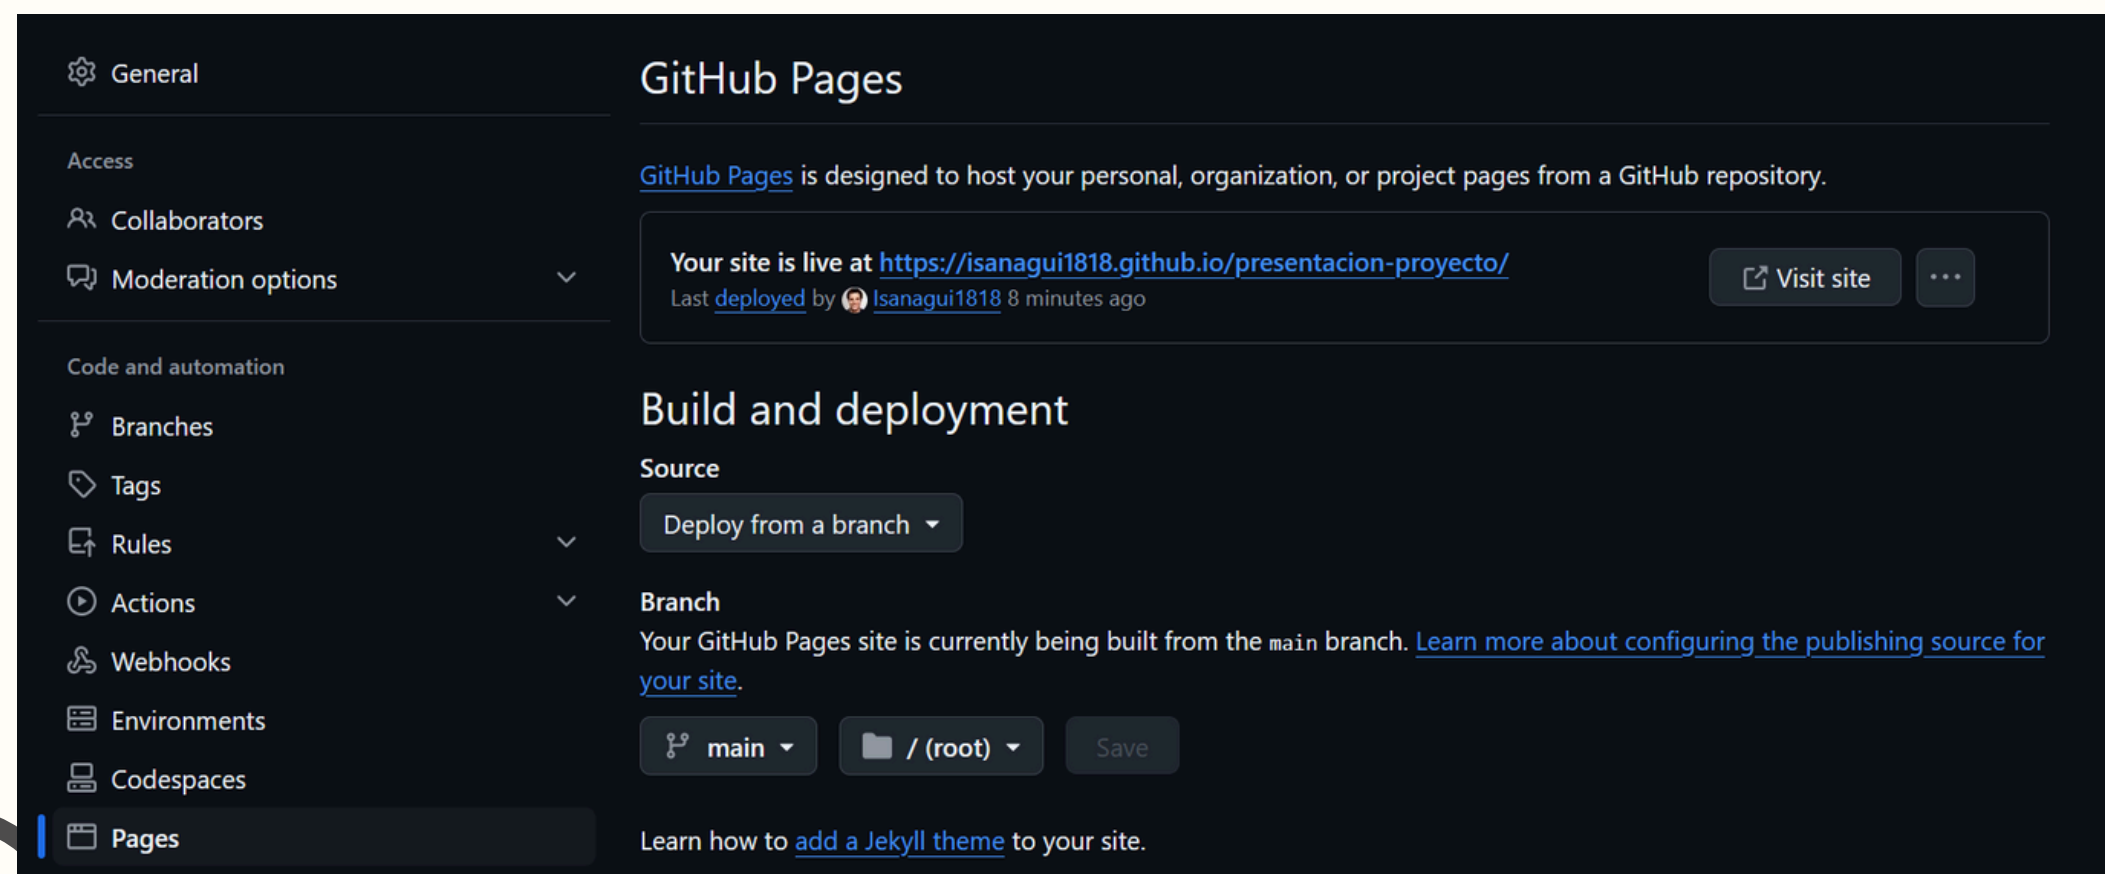 General
Access
Collaborators
Moderation options
Code and automation
Branches
Tags
Rules
Actions
Webhooks
Environments
Codespaces
Pages
GitHub Pages
GitHub Pages is designed to host your personal, organization, or project pages from a GitHub repository.
Your site is live at https://isanagui1818.github.io/presentacion-proyecto/
Last deployed by Isanagui1818 8 minutes ago
Visit site
Build and deployment
Source
Deploy from a branch
Branch
Your GitHub Pages site is currently being built from the main branch. Learn more about configuring the publishing source for
your site.
main / (root) Save
Learn how to add a Jekyll theme to your site.